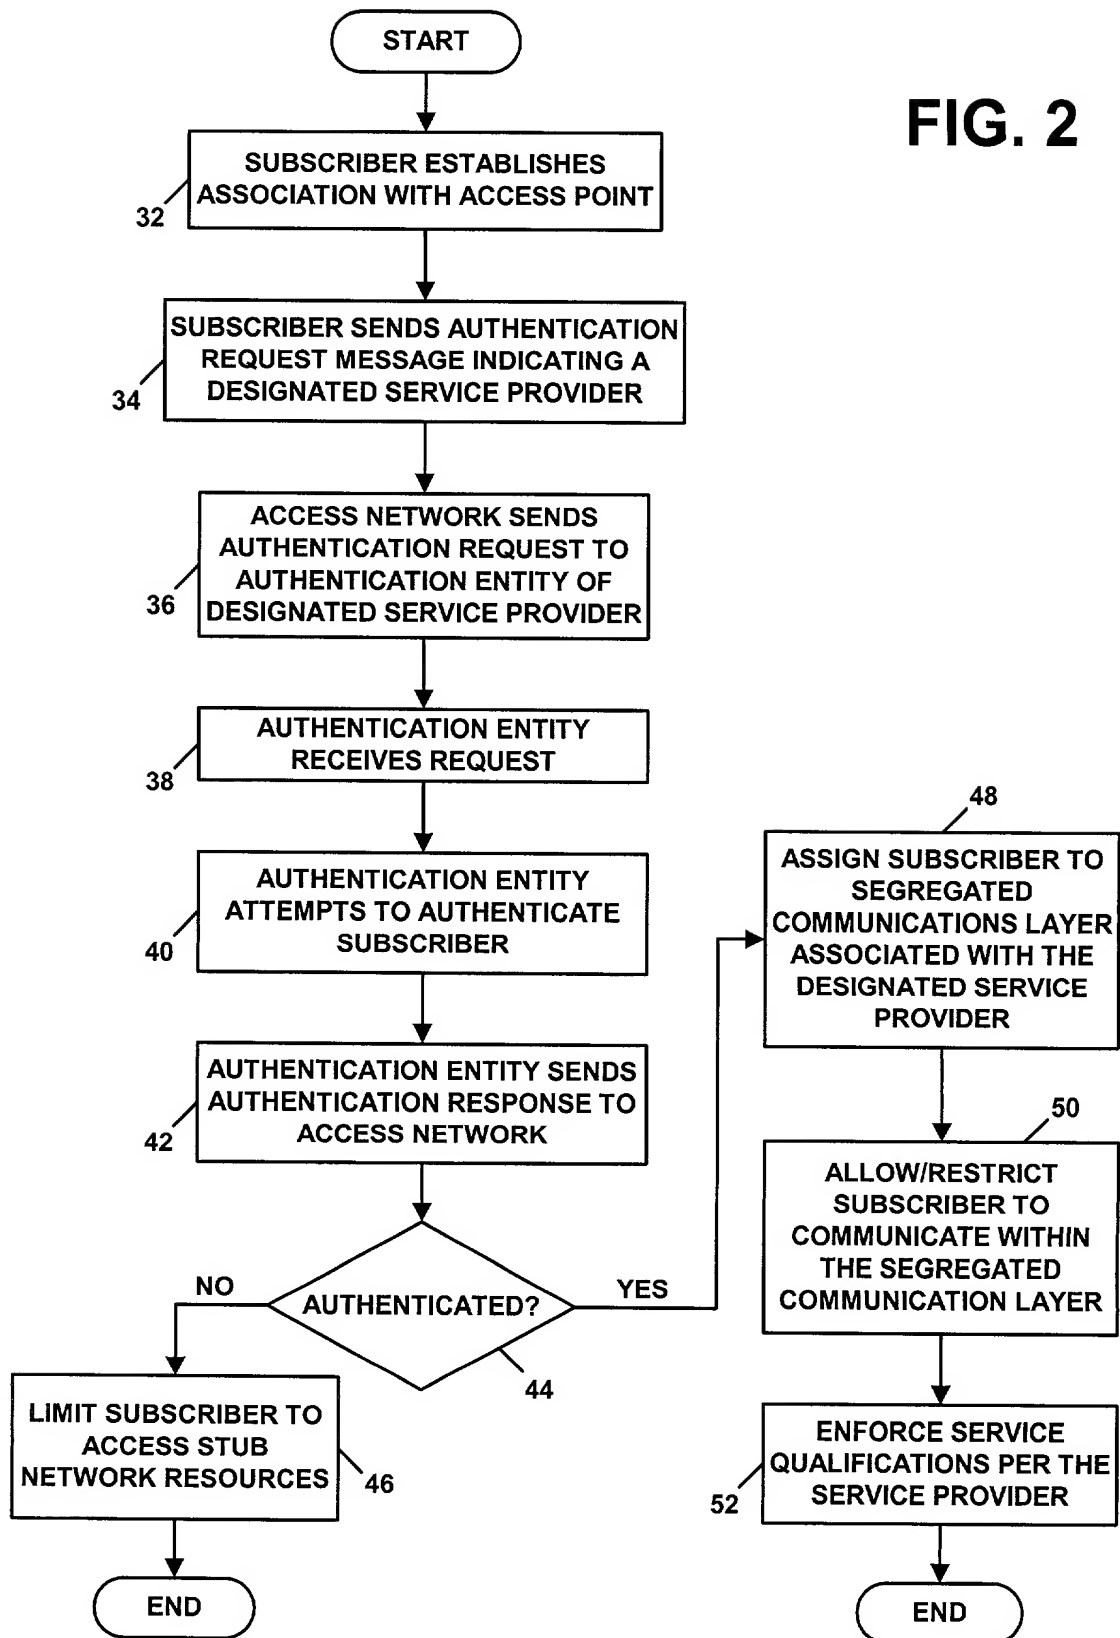 START
FIG. 2
SUBSCRIBER ESTABLISHES
ASSOCIATION WITH ACCESS POINT
32
SUBSCRIBER SENDS AUTHENTICATION
REQUEST MESSAGE INDICATING A
DESIGNATED SERVICE PROVIDER
34
ACCESS NETWORK SENDS
AUTHENTICATION REQUEST TO
AUTHENTICATION ENTITY OF
DESIGNATED SERVICE PROVIDER
36
AUTHENTICATION ENTITY
RECEIVES REQUEST
38
AUTHENTICATION ENTITY
ATTEMPTS TO AUTHENTICATE
SUBSCRIBER
40
AUTHENTICATION ENTITY SENDS
AUTHENTICATION RESPONSE TO
ACCESS NETWORK
42
AUTHENTICATED?
44
NO
YES
LIMIT SUBSCRIBER TO
ACCESS STUB
NETWORK RESOURCES
46
END
48
ASSIGN SUBSCRIBER TO
SEGREGATED
COMMUNICATIONS LAYER
ASSOCIATED WITH THE
DESIGNATED SERVICE
PROVIDER
50
ALLOW/RESTRICT
SUBSCRIBER TO
COMMUNICATE WITHIN
THE SEGREGATED
COMMUNICATION LAYER
ENFORCE SERVICE
QUALIFICATIONS PER THE
SERVICE PROVIDER
52
END